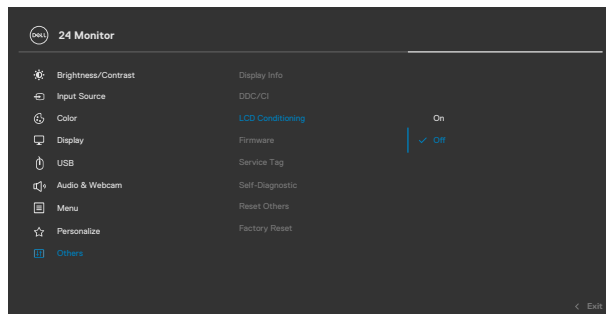 DELL 24 Monitor
Brightness/Contrast Display Info
Input Source DDC/CI
Color LCD Conditioning On
Display Firmware Off
USB Service Tag
Audio & Webcam Self-Diagnostic
Menu Reset Others
Personalize Factory Reset
Others
Exit